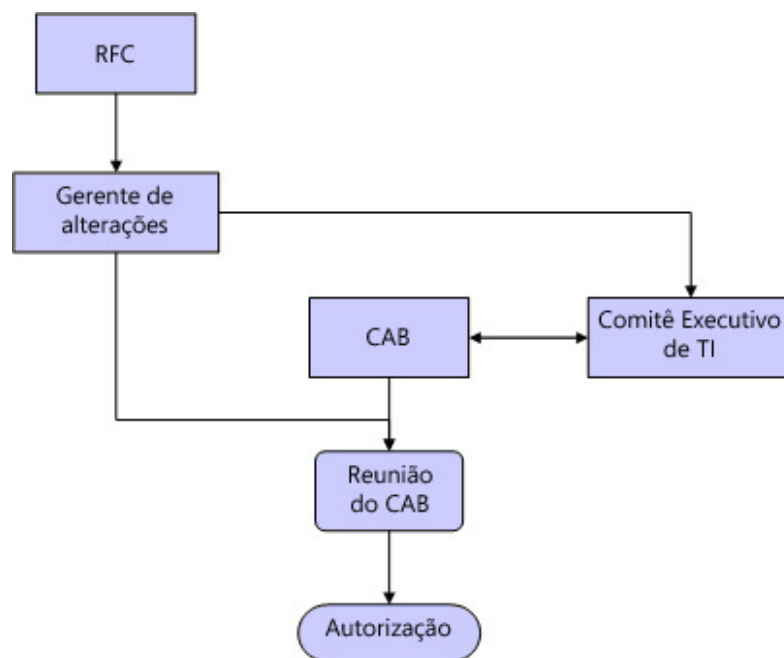 RFC
Gerente de
alterações
CAB
Comitê Executivo
de TI
Reunião
do CAB
Autorização